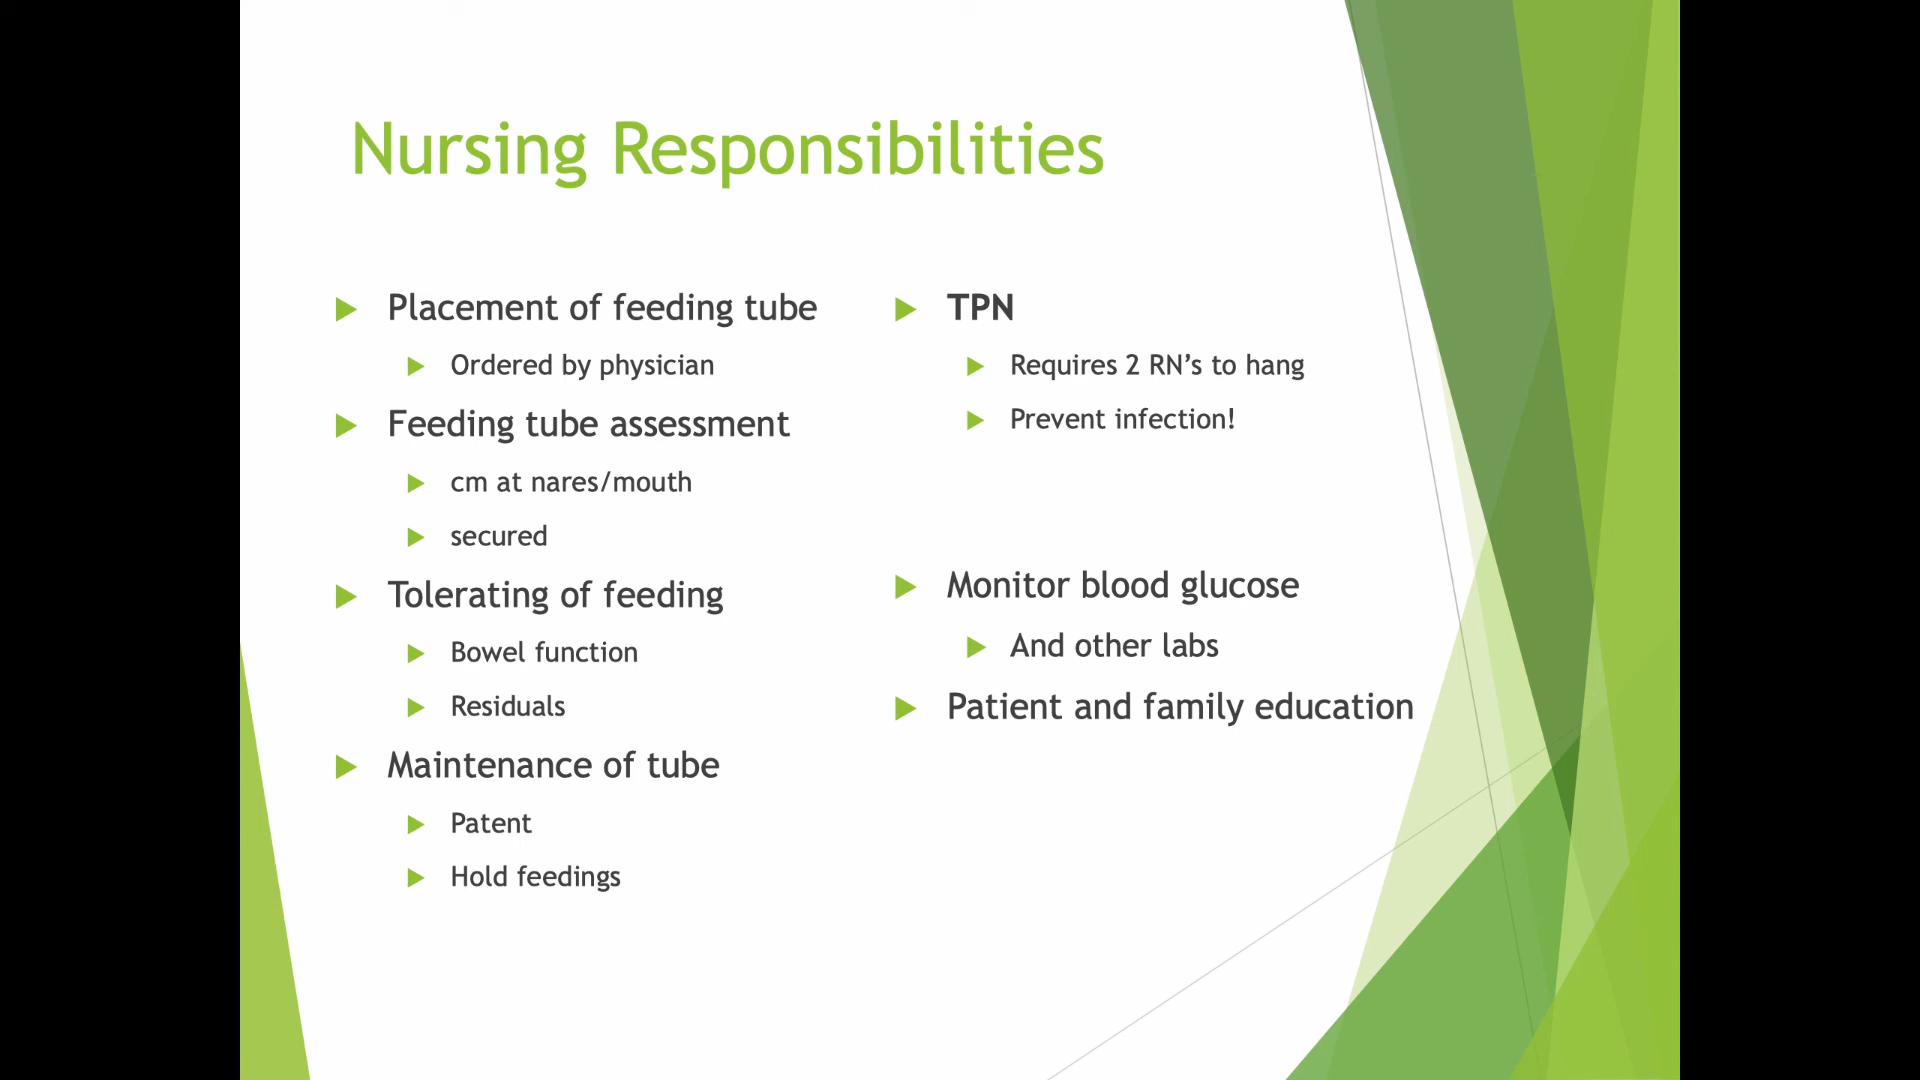 Nursing Responsibilities
Placement of feeding tube
Ordered by physician
Feeding tube assessment
cm at nares/mouth
secured
Tolerating of feeding
Bowel function
Residuals
Maintenance of tube
Patent
Hold feedings
TPN
Requires 2 RN’s to hang
Prevent infection!
Monitor blood glucose
And other labs
Patient and family education